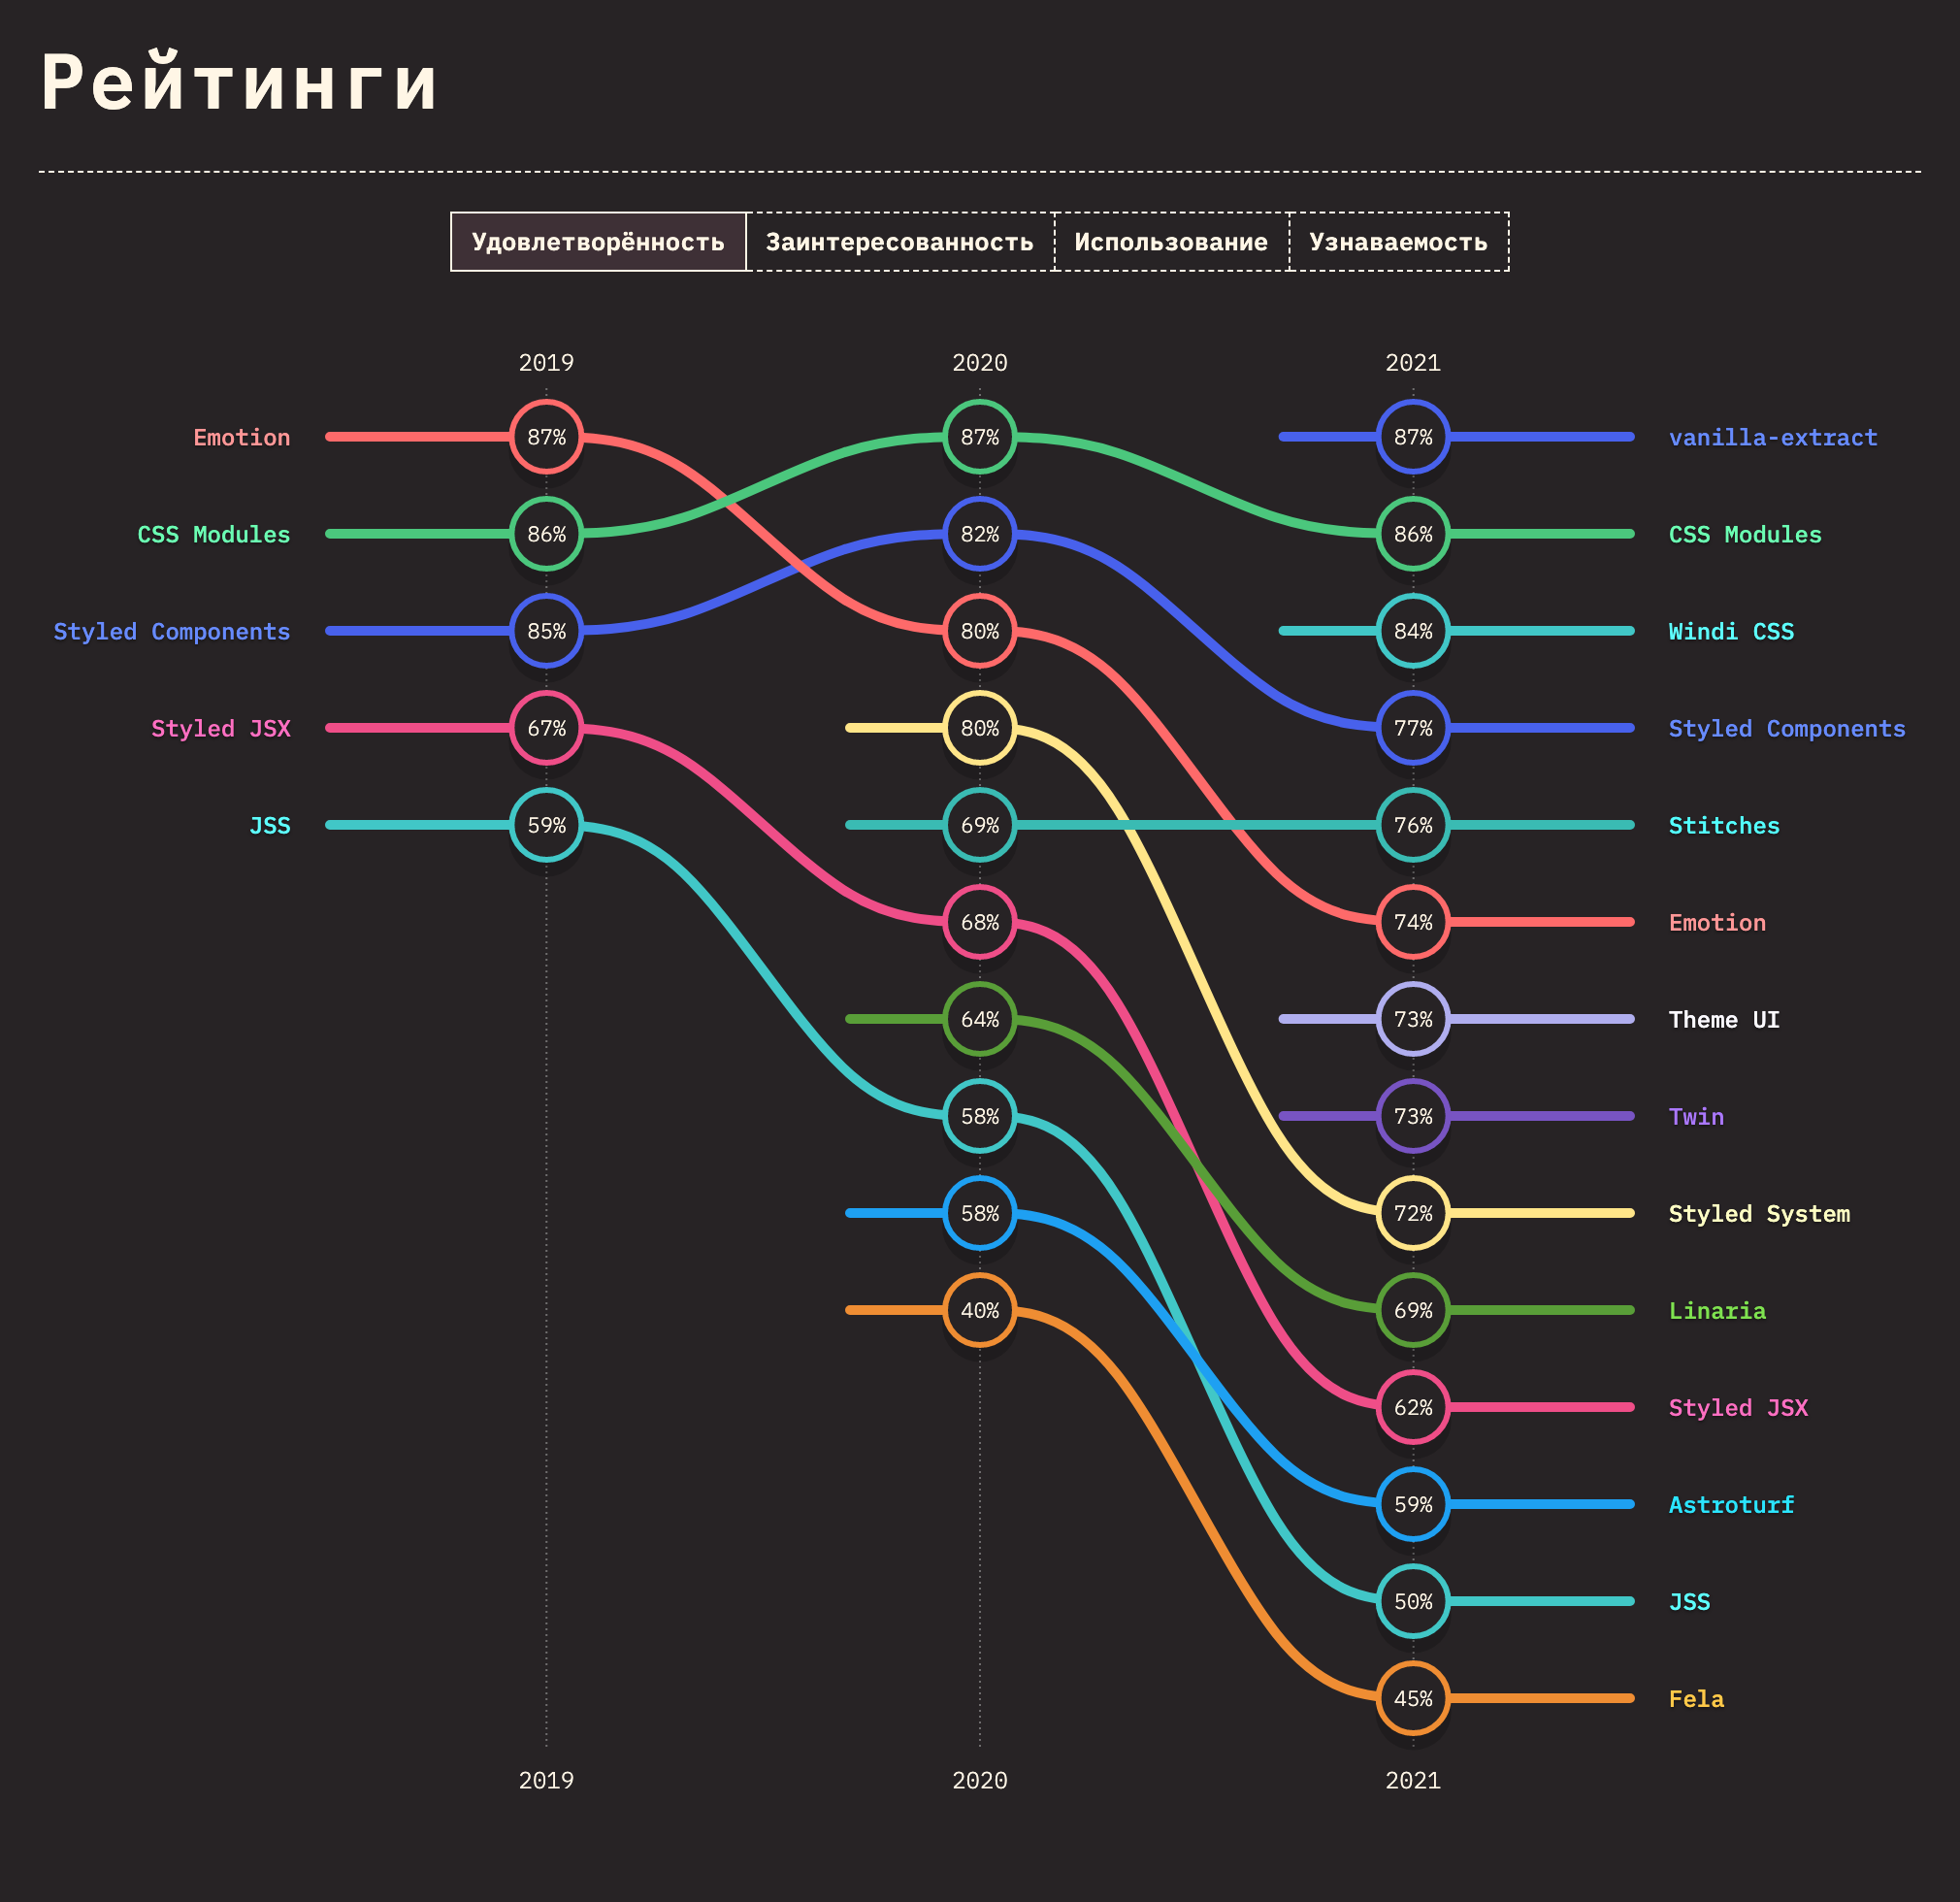 Рейтинги
Удовлетворённость Заинтересованность Использование Узнаваемость
2019 2020 2021
Emotion 87% 87% 87% vanilla-extract
CSS Modules 86% 82% 86% CSS Modules
Styled Components 85% 80% 84% Windi CSS
Styled JSX 67% 80% 77% Styled Components
JSS 59% 69% 76% Stitches
68% 74% Emotion
64% 73% Theme UI
58% 73% Twin
58% 72% Styled System
40% 69% Linaria
62% Styled JSX
59% Astroturf
50% JSS
45% Fela
2019 2020 2021